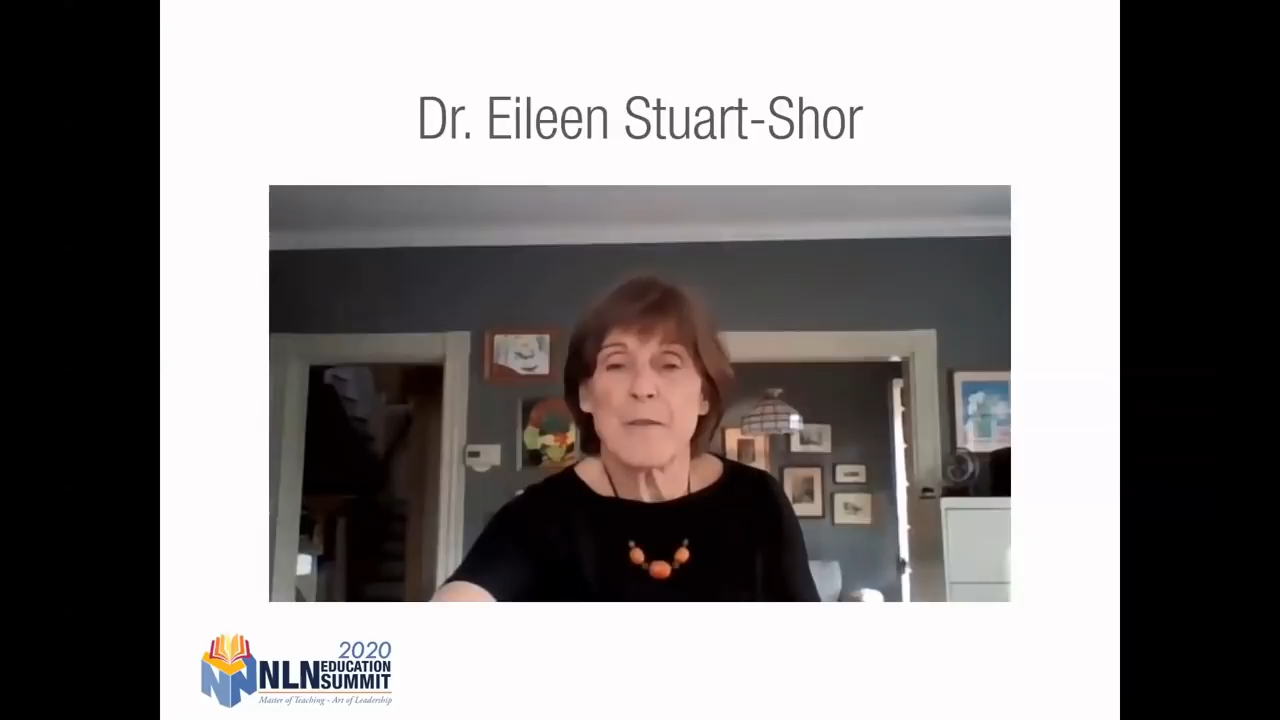 Dr. Eileen Stuart-Shor
2020
NLN EDUCATION SUMMIT
Master of Teaching - Art of Leadership